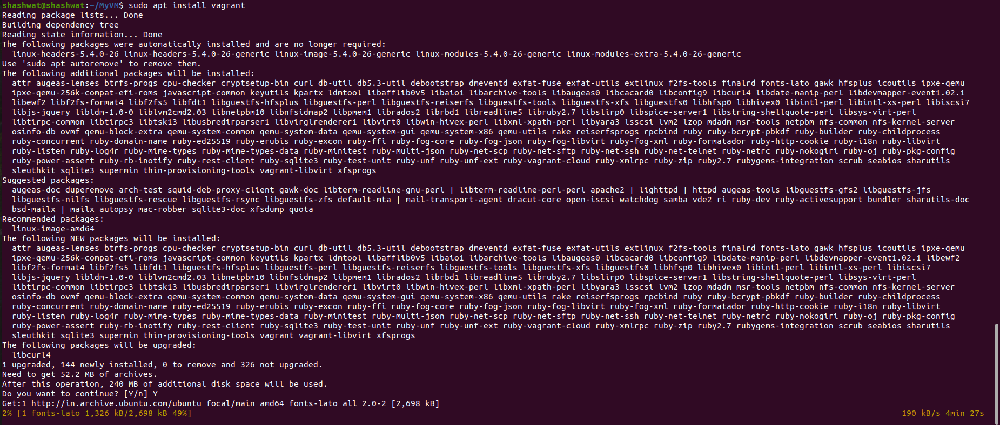 shashwat@shashwat:~/MyVM$ sudo apt install vagrant
Reading package lists... Done
Building dependency tree
Reading state information... Done
The following packages were automatically installed and are no longer required:
  linux-headers-5.4.0-26 linux-headers-5.4.0-26-generic linux-image-5.4.0-26-generic linux-modules-5.4.0-26-generic linux-modules-extra-5.4.0-26-generic
Use 'sudo apt autoremove' to remove them.
The following additional packages will be installed:
  attr augeas-lenses btrfs-progs cpu-checker cryptsetup-bin curl db-util db5.3-util debootstrap dmeventd exfat-fuse exfat-utils extlinux f2fs-tools finalrd fonts-lato gawk hfsplus icoutils ipxe-qemu
  ipxe-qemu-256k-compat-efi-roms javascript-common keyutils kpartx ldmtool libafflib0v5 libaio1 libarchive-tools libaugeas0 libcacard0 libconfig9 libcurl4 libdate-manip-perl libdevmapper-event1.02.1
  libewf2 libf2fs-format4 libf2fs5 libfdt1 libguestfs-hfsplus libguestfs-perl libguestfs-reiserfs libguestfs-tools libguestfs-xfs libguestfs0 libhfsp0 libhivex0 libintl-perl libintl-xs-perl libiscsi7
  libjs-jquery libldm-1.0-0 liblvm2cmd2.03 libnetpbm10 libnfsidmap2 libpmem1 librados2 librbd1 libreadline5 libruby2.7 libslirp0 libspice-server1 libstring-shellquote-perl libsys-virt-perl
  libtirpc-common libtirpc3 libtsk13 libusbredirparser1 libvirglrenderer1 libvirt0 libwin-hivex-perl libxml-xpath-perl libyara3 lsscsi lvm2 lzop mdadm msr-tools netpbm nfs-common nfs-kernel-server
  osinfo-db ovmf qemu-block-extra qemu-system-common qemu-system-data qemu-system-gui qemu-system-x86 qemu-utils rake reiserfsprogs rpcbind ruby ruby-bcrypt-pbkdf ruby-builder ruby-childprocess
  ruby-concurrent ruby-domain-name ruby-ed25519 ruby-erubis ruby-excon ruby-ffi ruby-fog-core ruby-fog-json ruby-fog-libvirt ruby-fog-xml ruby-formatador ruby-http-cookie ruby-i18n ruby-libvirt
  ruby-listen ruby-log4r ruby-mime-types ruby-mime-types-data ruby-minitest ruby-multi-json ruby-net-scp ruby-net-sftp ruby-net-ssh ruby-net-telnet ruby-netrc ruby-nokogiri ruby-oj ruby-pkg-config
  ruby-power-assert ruby-rb-inotify ruby-rest-client ruby-sqlite3 ruby-test-unit ruby-unf ruby-unf-ext ruby-vagrant-cloud ruby-xmlrpc ruby-zip ruby2.7 rubygems-integration scrub seabios sharutils
  sleuthkit sqlite3 supermin thin-provisioning-tools vagrant-libvirt xfsprogs
Suggested packages:
  augeas-doc duperemove arch-test squid-deb-proxy-client gawk-doc libterm-readline-gnu-perl | libterm-readline-perl-perl apache2 | lighttpd | httpd augeas-tools libguestfs-gfs2 libguestfs-jfs
  libguestfs-nilfs libguestfs-rescue libguestfs-rsync libguestfs-zfs default-mta | mail-transport-agent dracut-core open-iscsi watchdog samba vde2 ri ruby-dev ruby-activesupport bundler sharutils-doc
  bsd-mailx | mailx autopsy mac-robber sqlite3-doc xfsdump quota
Recommended packages:
  linux-image-amd64
The following NEW packages will be installed:
  attr augeas-lenses btrfs-progs cpu-checker cryptsetup-bin curl db-util db5.3-util debootstrap dmeventd exfat-fuse exfat-utils extlinux f2fs-tools finalrd fonts-lato gawk hfsplus icoutils ipxe-qemu
  ipxe-qemu-256k-compat-efi-roms javascript-common keyutils kpartx ldmtool libafflib0v5 libaio1 libarchive-tools libaugeas0 libcacard0 libconfig9 libdate-manip-perl libdevmapper-event1.02.1 libewf2
  libf2fs-format4 libf2fs5 libfdt1 libguestfs-hfsplus libguestfs-perl libguestfs-reiserfs libguestfs-tools libguestfs-xfs libguestfs0 libhfsp0 libhivex0 libintl-perl libintl-xs-perl libiscsi7
  libjs-jquery libldm-1.0-0 liblvm2cmd2.03 libnetpbm10 libnfsidmap2 libpmem1 librados2 librbd1 libreadline5 libruby2.7 libslirp0 libspice-server1 libstring-shellquote-perl libsys-virt-perl
  libtirpc-common libtirpc3 libtsk13 libusbredirparser1 libvirglrenderer1 libvirt0 libwin-hivex-perl libxml-xpath-perl libyara3 lsscsi lvm2 lzop mdadm msr-tools netpbm nfs-common nfs-kernel-server
  osinfo-db ovmf qemu-block-extra qemu-system-common qemu-system-data qemu-system-gui qemu-system-x86 qemu-utils rake reiserfsprogs rpcbind ruby ruby-bcrypt-pbkdf ruby-builder ruby-childprocess
  ruby-concurrent ruby-domain-name ruby-ed25519 ruby-erubis ruby-excon ruby-ffi ruby-fog-core ruby-fog-json ruby-fog-libvirt ruby-fog-xml ruby-formatador ruby-http-cookie ruby-i18n ruby-libvirt
  ruby-listen ruby-log4r ruby-mime-types ruby-mime-types-data ruby-minitest ruby-multi-json ruby-net-scp ruby-net-sftp ruby-net-ssh ruby-net-telnet ruby-netrc ruby-nokogiri ruby-oj ruby-pkg-config
  ruby-power-assert ruby-rb-inotify ruby-rest-client ruby-sqlite3 ruby-test-unit ruby-unf ruby-unf-ext ruby-vagrant-cloud ruby-xmlrpc ruby-zip ruby2.7 rubygems-integration scrub seabios sharutils
  sleuthkit sqlite3 supermin thin-provisioning-tools vagrant vagrant-libvirt xfsprogs
The following packages will be upgraded:
  libcurl4
1 upgraded, 144 newly installed, 0 to remove and 326 not upgraded.
Need to get 52.2 MB of archives.
After this operation, 240 MB of additional disk space will be used.
Do you want to continue? [Y/n] Y
Get:1 http://in.archive.ubuntu.com/ubuntu focal/main amd64 fonts-lato all 2.0-2 [2,698 kB]
2% [1 fonts-lato 1,326 kB/2,698 kB 49%] 190 kB/s 4min 27s